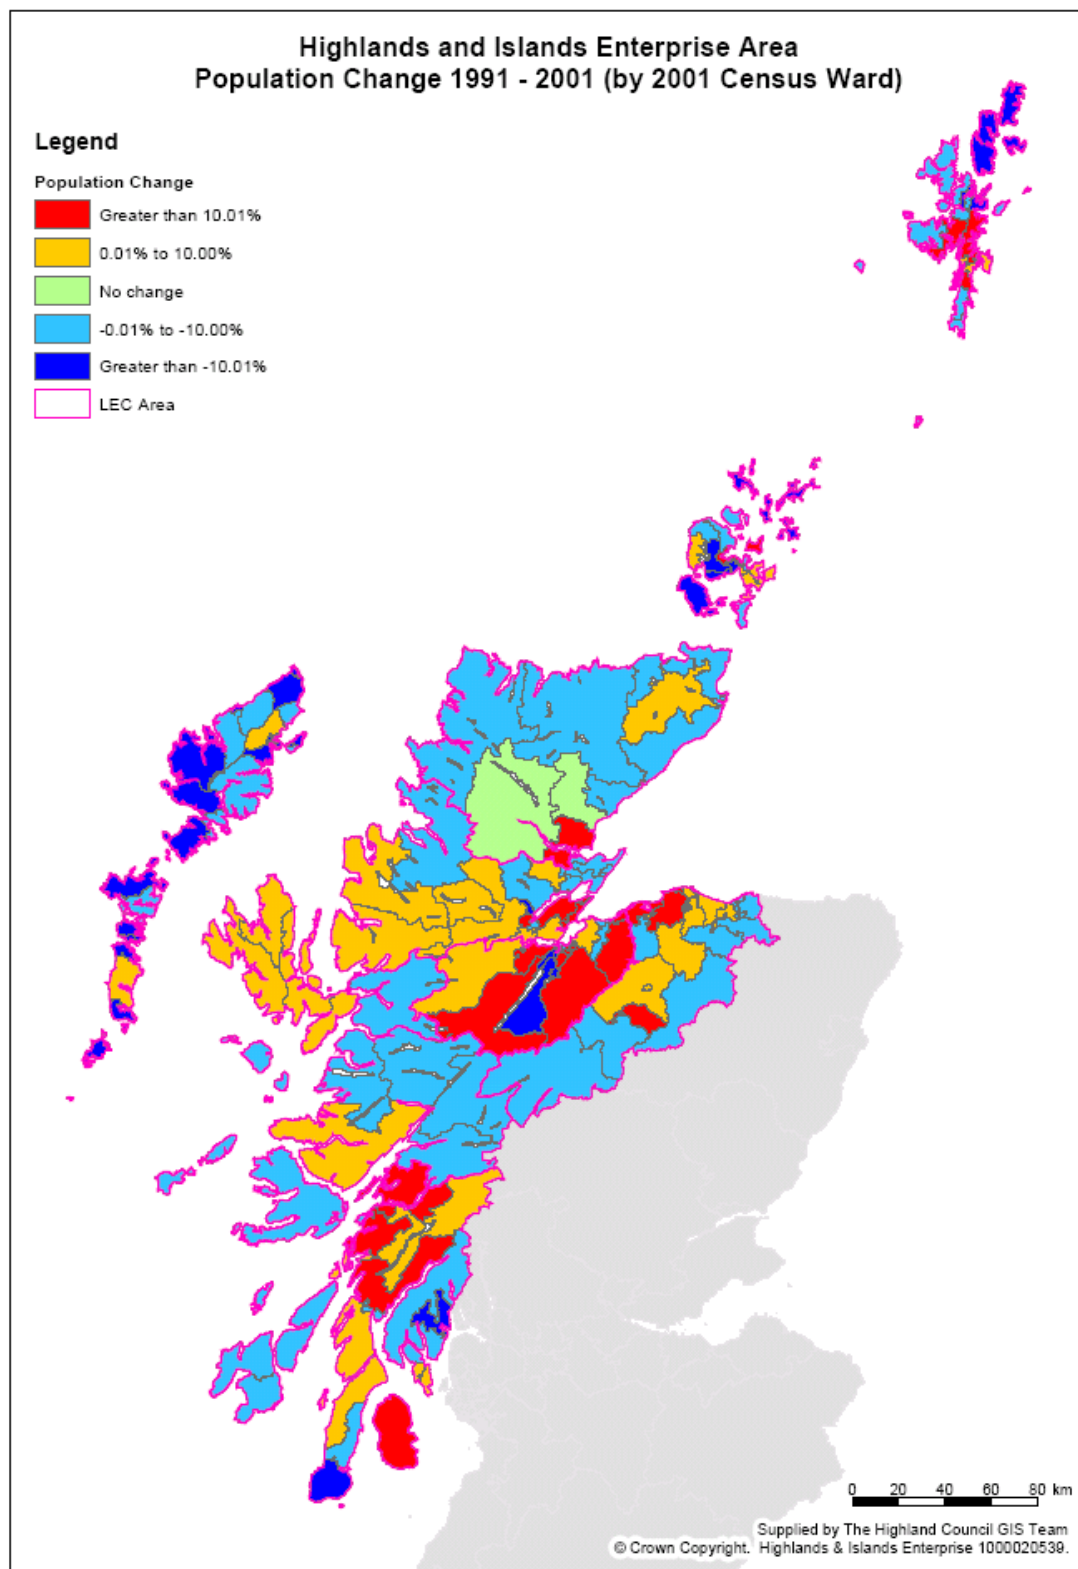 Highlands and Islands Enterprise Area
Population Change 1991 - 2001 (by 2001 Census Ward)
Legend
Population Change
Greater than 10.01%
0.01% to 10.00%
No change
-0.01% to -10.00%
Greater than -10.01%
LEC Area
0 20 40 60 80 km
Supplied by The Highland Council GIS Team
© Crown Copyright. Highlands & Islands Enterprise 1000020539.